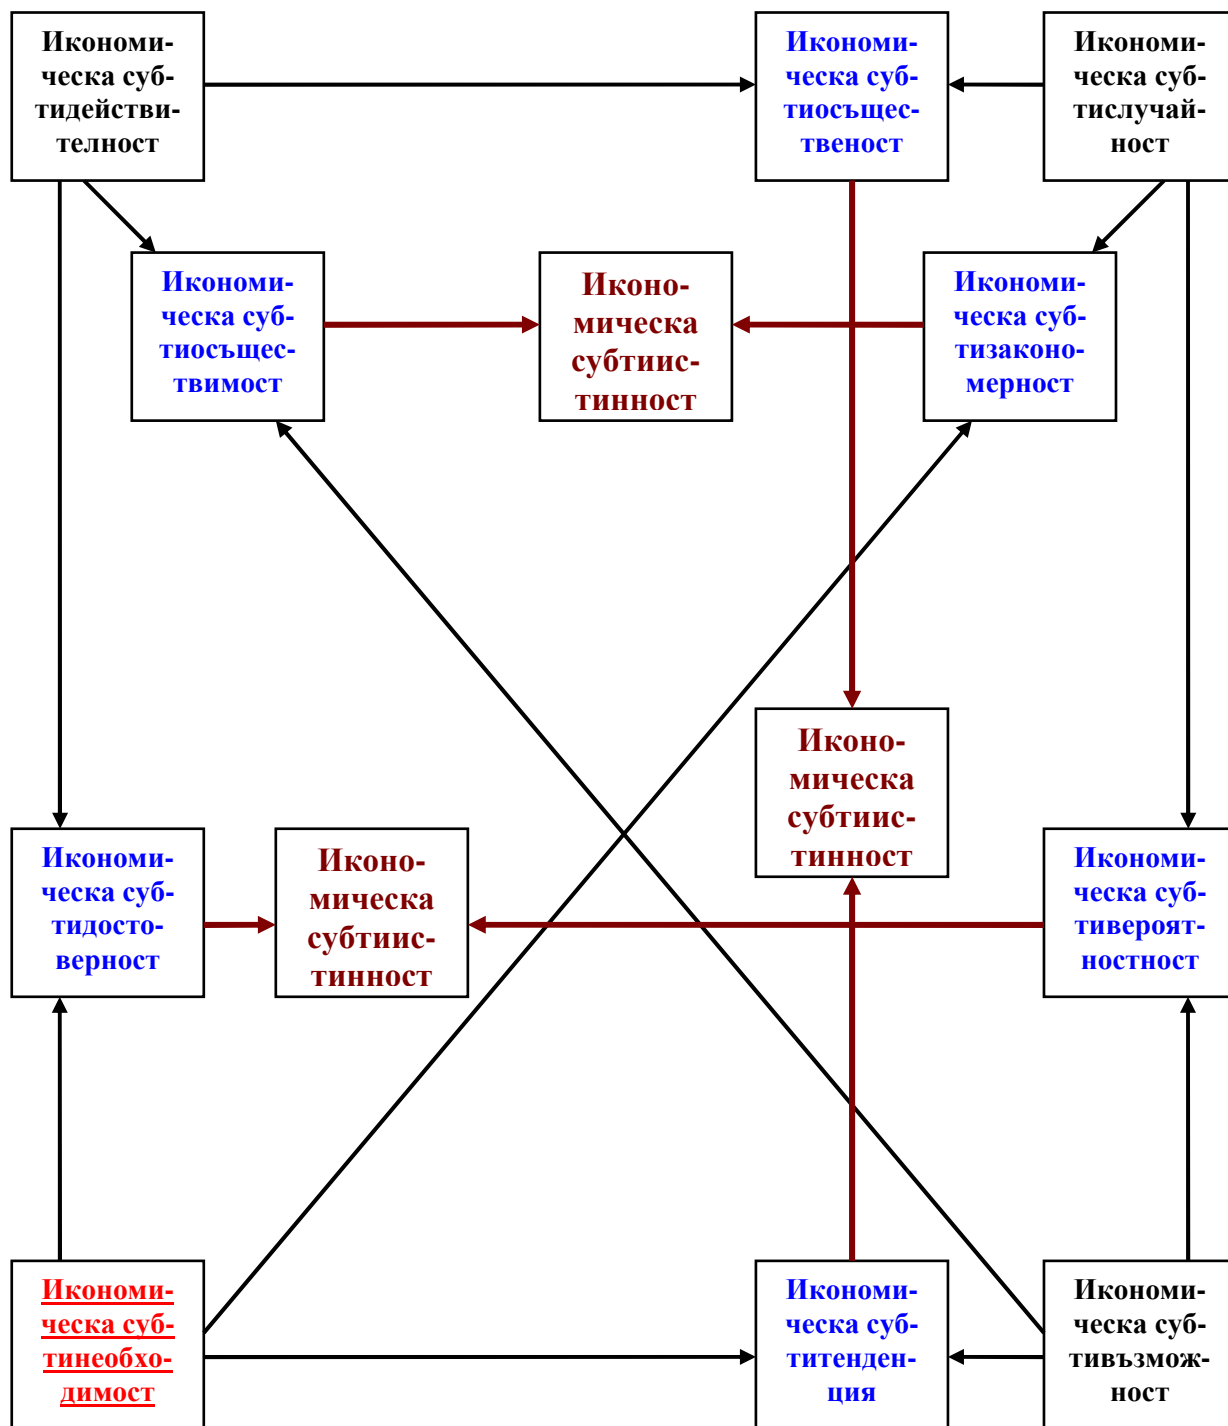 Икономи-
ческа суб-
тидействи-
телност
Икономи-
ческа суб-
тиосъщес-
твеност
Икономи-
ческа суб-
тислучай-
ност
Икономи-
ческа суб-
тиосъщес-
твимост
Иконо-
мическа
субтиис-
тинност
Икономи-
ческа суб-
тизаконо-
мерност
Иконо-
мическа
субтиис-
тинност
Икономи-
ческа суб-
тидосто-
верност
Иконо-
мическа
субтиис-
тинност
Икономи-
ческа суб-
тивероят-
ностност
Икономи-
ческа суб-
тинеобхо-
димост
Икономи-
ческа суб-
титенден-
ция
Икономи-
ческа суб-
тивъзмож-
ност